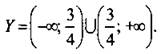 Y=(-∞; 3/4)∪(3/4; +∞).